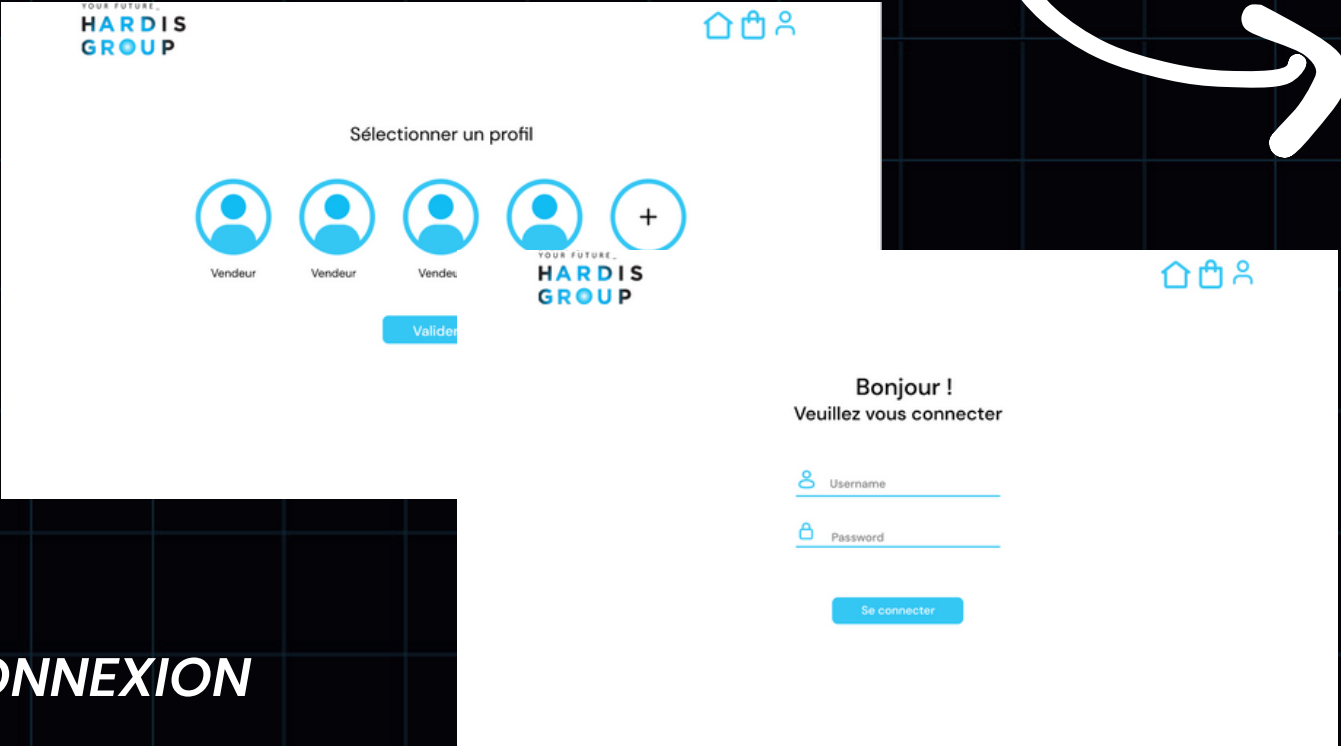 YOUR FUTURE_
HARDIS
GROUP
Sélectionner un profil
+
Vendeur
Vendeur
Vendeu
Valider
YOUR FUTURE_
HARDIS
GROUP
Bonjour !
Veuillez vous connecter
Username
Password
Se connecter
ONNEXION